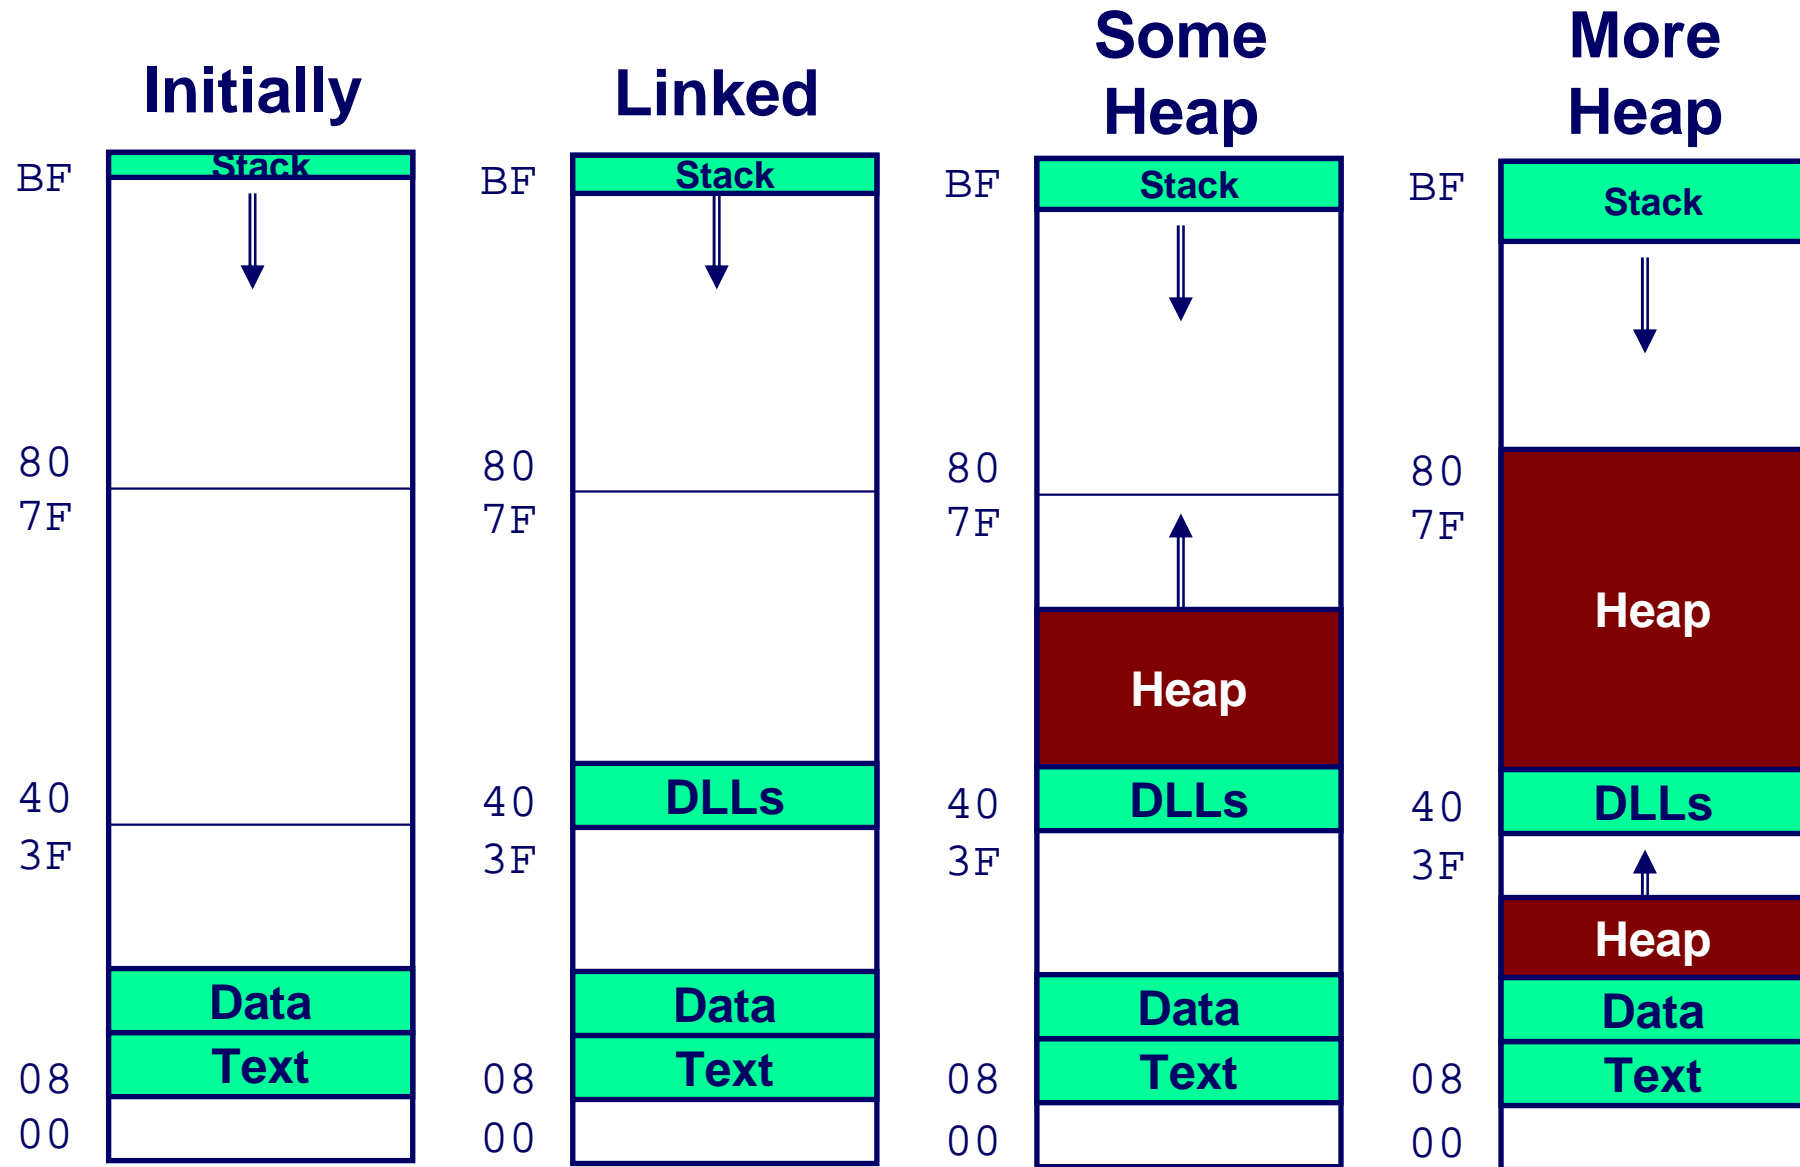 Initially
BF
Stack
80
7F
40
3F
Data
Text
08
00
Linked
BF
Stack
80
7F
DLLs
40
3F
Data
Text
08
00
Some
Heap
BF
Stack
80
7F
Heap
DLLs
40
3F
Data
Text
08
00
More
Heap
BF
Stack
80
7F
Heap
DLLs
40
3F
Heap
Data
Text
08
00